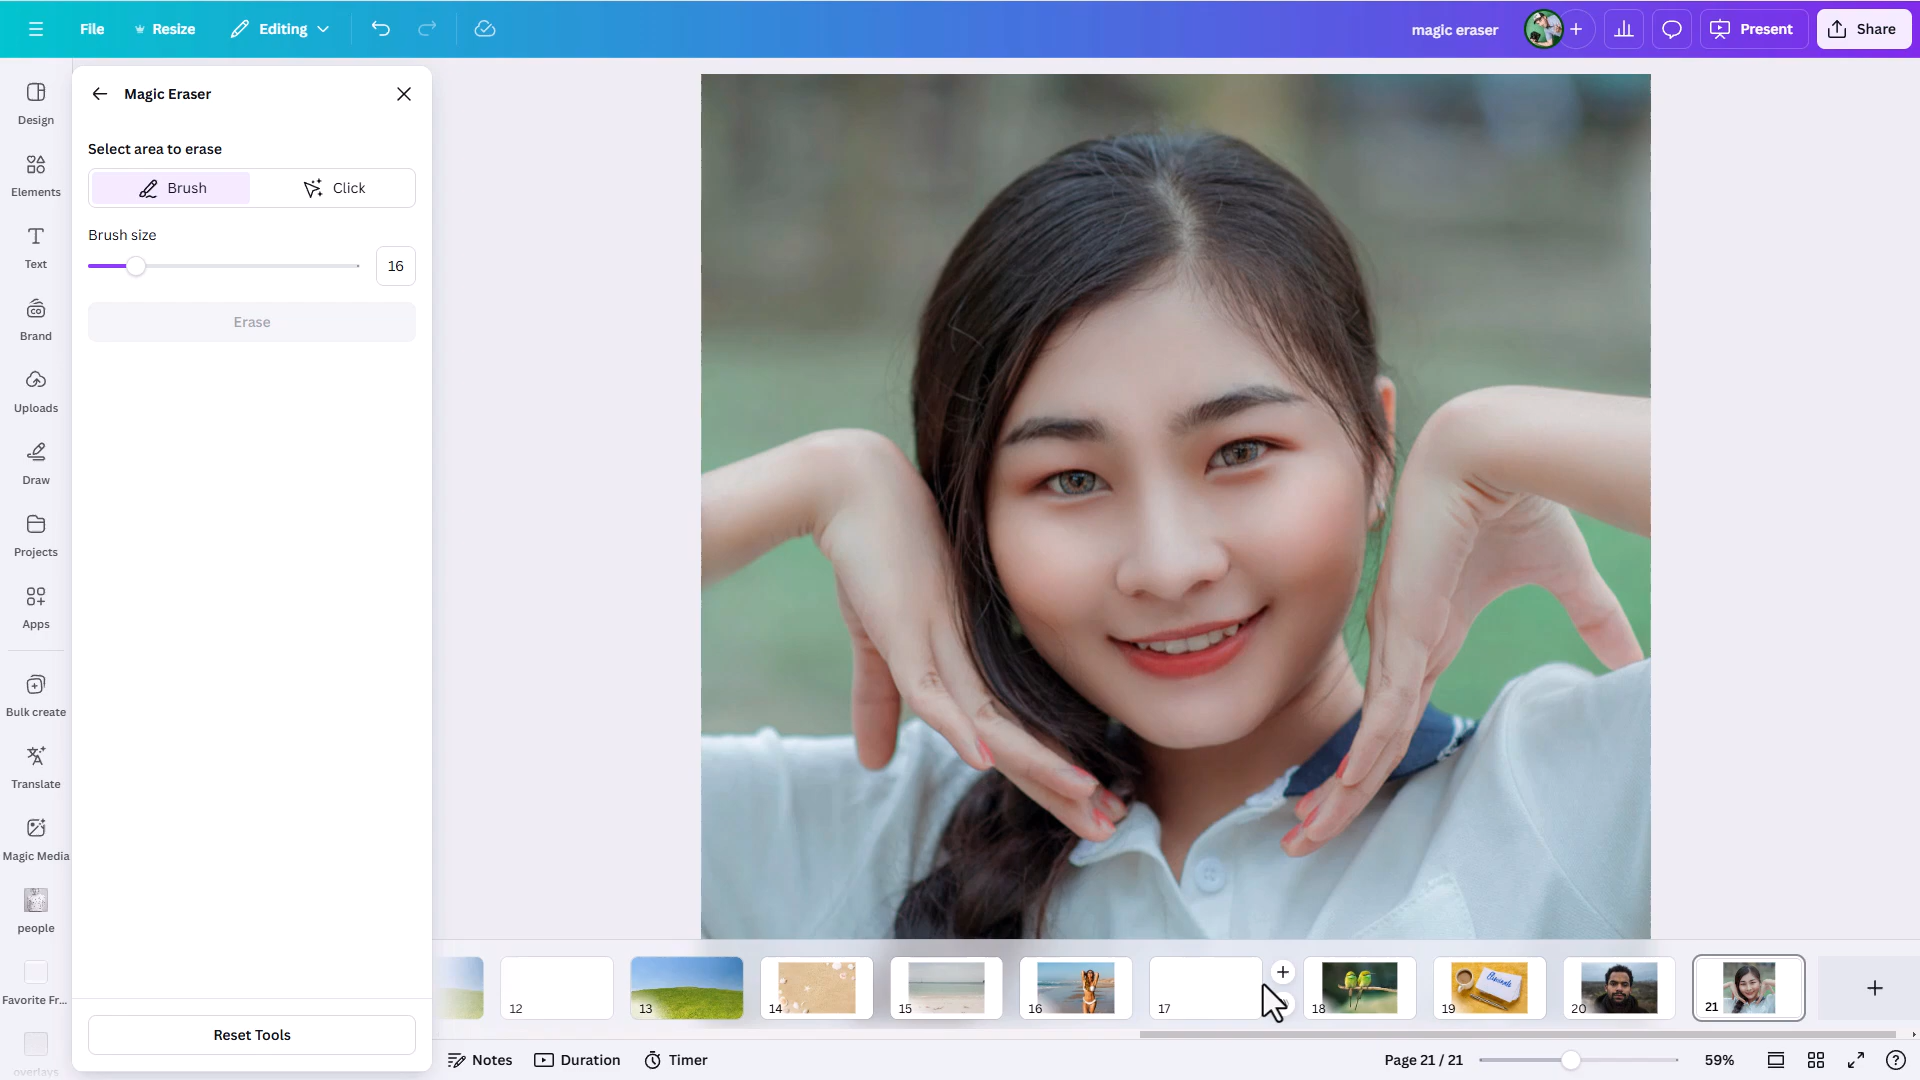 File
Resize
Editing
magic eraser
Present
Share
Design
Elements
Text
Brand
Uploads
Draw
Projects
Apps
Bulk create
Translate
Magic Media
people
Favorite Fr...
overlays
Magic Eraser
Select area to erase
Brush
Click
Brush size
16
Erase
Reset Tools
12
13
14
15
16
17
18
19
20
21
Notes
Duration
Timer
Page 21 / 21
59%